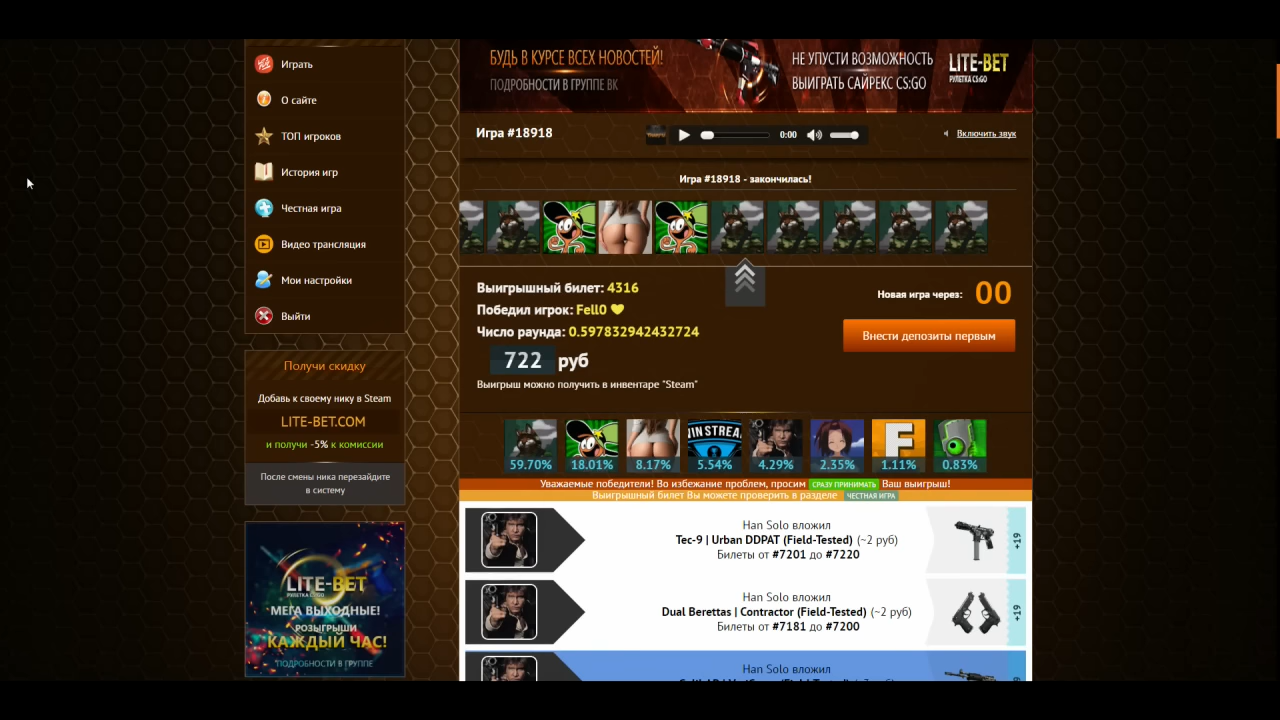 Играть
О сайте
ТОП игроков
История игр
Честная игра
Видео трансляция
Мои настройки
Выйти
Получи скидку
Добавь к своему нику в Steam
LITE-BET.COM
и получи -5% к комиссии
После смены ника перезайдите
в систему
LITE-BET
РУЛЕТКА CS:GO
МЕГА ВЫХОДНЫЕ!
РОЗЫГРЫШИ
КАЖДЫЙ ЧАС!
ПОДРОБНОСТИ В ГРУППЕ
БУДЬ В КУРСЕ ВСЕХ НОВОСТЕЙ!
ПОДРОБНОСТИ В ГРУППЕ ВК
НЕ УПУСТИ ВОЗМОЖНОСТЬ
ВЫИГРАТЬ САЙРЕКС CS:GO
LITE-BET
РУЛЕТКА CS:GO
Игра #18918
0:00
Включить звук
Игра #18918 - закончилась!
Выигрышный билет: 4316
Победил игрок: Fell0
Число раунда: 0.597832942432724
722 руб
Выигрыш можно получить в инвентаре "Steam"
Новая игра через: 00
Внести депозиты первым
IN STREA
F
59.70% 18.01% 8.17% 5.54% 4.29% 2.35% 1.11% 0.83%
Уважаемые победители! Во избежание проблем, просим СРАЗУ ПРИНИМАТЬ Ваш выигрыш!
Выигрышный билет Вы можете проверить в разделе ЧЕСТНАЯ ИГРА
Han Solo вложил
Tec-9 | Urban DDPAT (Field-Tested) (~2 руб)
Билеты от #7201 до #7220
+19
Han Solo вложил
Dual Berettas | Contractor (Field-Tested) (~2 руб)
Билеты от #7181 до #7200
+19
Han Solo вложил